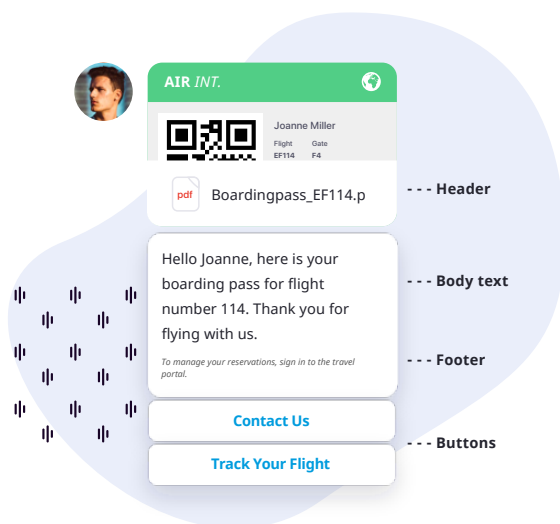 AIR INT.
Joanne Miller
Flight Gate
EF114 F4
pdf Boardingpass_EF114.p
- - - Header
Hello Joanne, here is your
boarding pass for flight
number 114. Thank you for
flying with us.
- - - Body text
To manage your reservations, sign in to the travel
portal.
- - - Footer
Contact Us
Track Your Flight
- - - Buttons